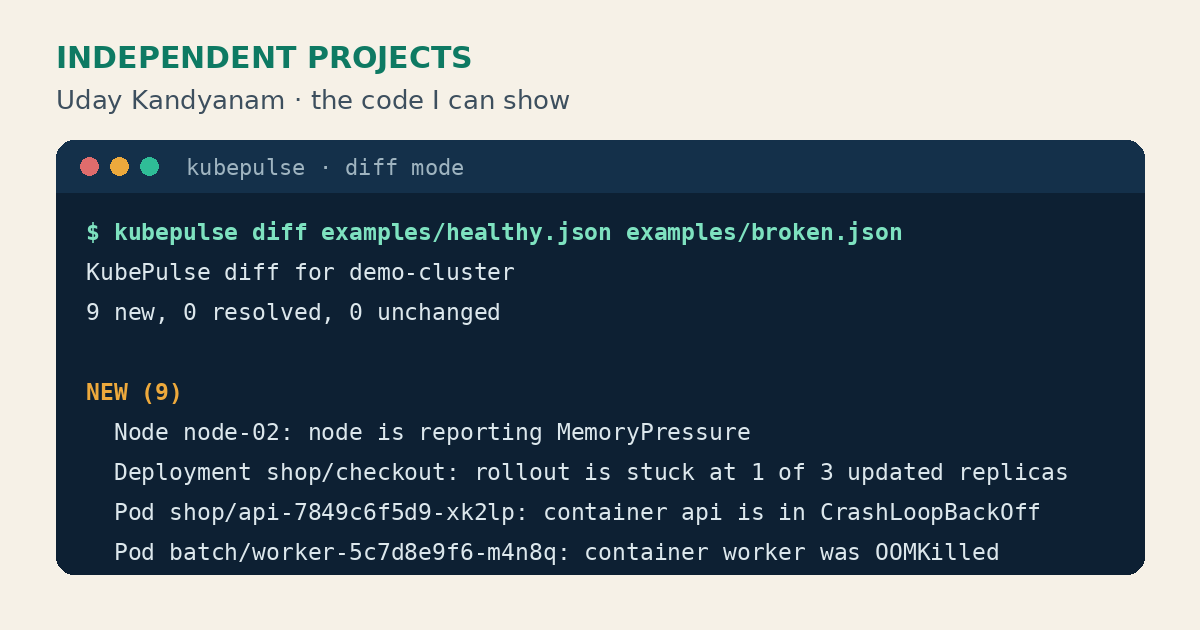 INDEPENDENT PROJECTS
Uday Kandyanam · the code I can show
kubepulse · diff mode
$ kubepulse diff examples/healthy.json examples/broken.json
KubePulse diff for demo-cluster
9 new, 0 resolved, 0 unchanged
NEW (9)
Node node-02: node is reporting MemoryPressure
Deployment shop/checkout: rollout is stuck at 1 of 3 updated replicas
Pod shop/api-7849c6f5d9-xk2lp: container api is in CrashLoopBackOff
Pod batch/worker-5c7d8e9f6-m4n8q: container worker was OOMKilled